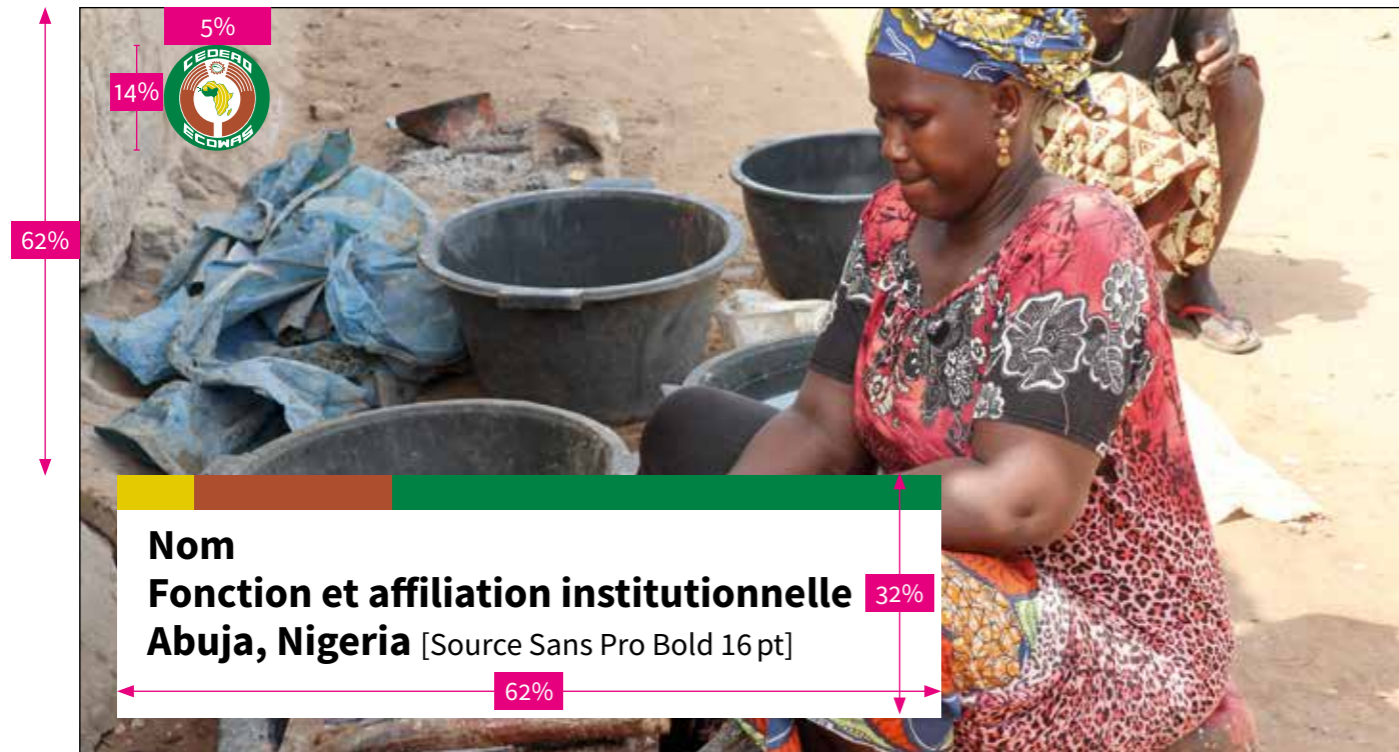 5%
14%
CEDEAO
ECOWAS
62%
Nom
Fonction et affiliation institutionnelle
32%
Abuja, Nigeria [Source Sans Pro Bold 16 pt]
62%